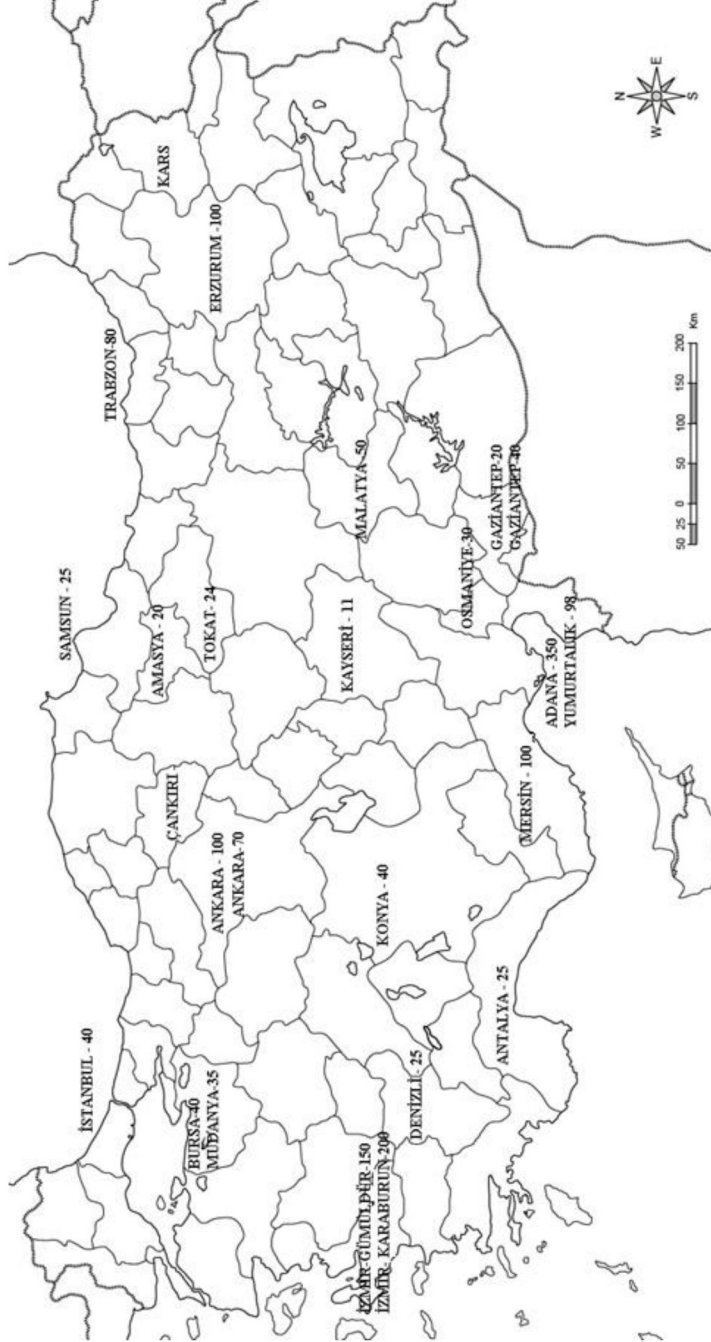 İSTANBUL - 40
BURSA-40
MUDANYA-35
İZMİR-GÜMÜLDÜR-150
İZMİR- KARABURUN-200
DENİZLİ - 25
ANTALYA - 25
KONYA - 40
ANKARA - 100
ANKARA-70
ÇANKIRI
MERSİN - 100
SAMSUN - 25
AMASYA - 20
TOKAT - 24
KAYSERİ - 11
ADANA - 350
YUMURTALIK - 98
OSMANİYE-30
GAZİANTEP-20
GAZİANTEP-40
MALATYA-50
TRABZON-80
ERZURUM -100
KARS
N
W E
S
50 25 0 50 100 150 200 Km